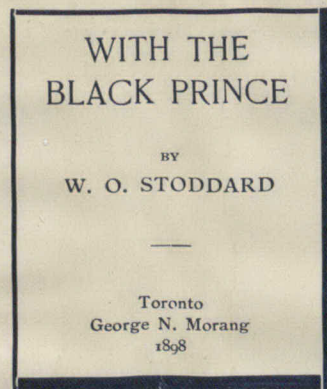 WITH THE
BLACK PRINCE
BY
W. O. STODDARD
Toronto
George N. Morang
1898